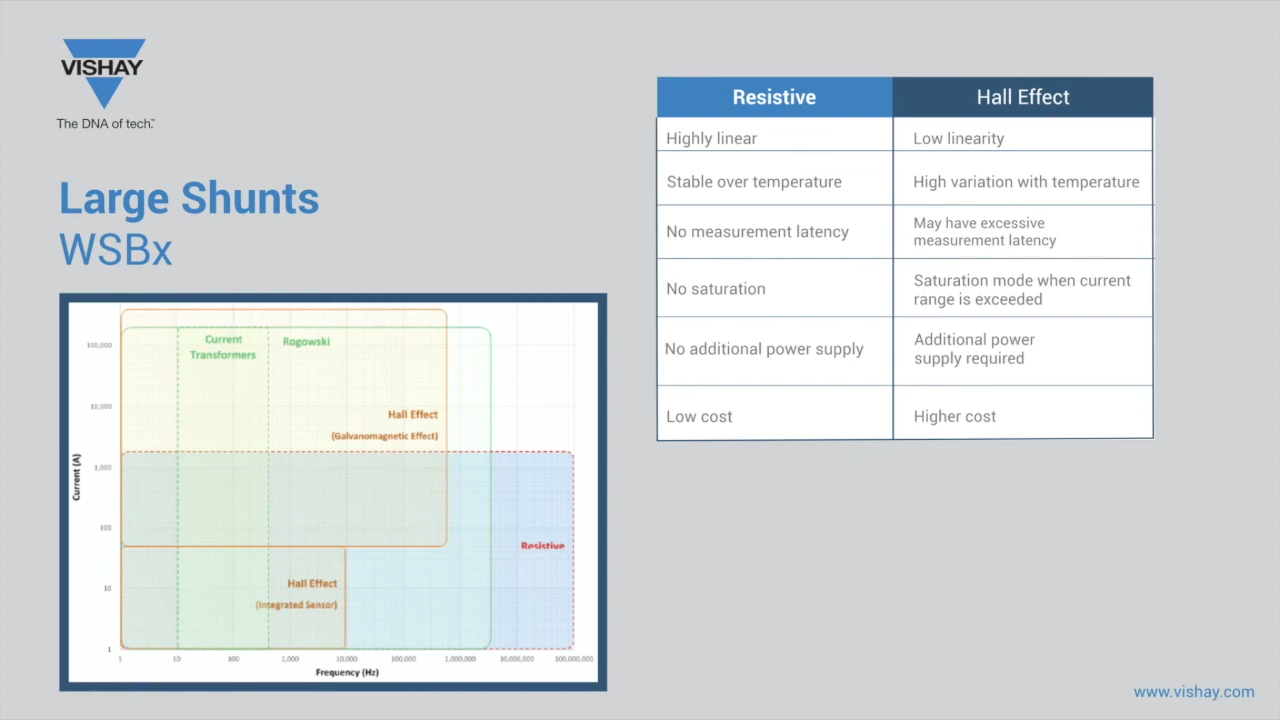 VISHAY
The DNA of tech.™
Large Shunts
WSBx
Resistive
Hall Effect
Highly linear
Low linearity
Stable over temperature
High variation with temperature
No measurement latency
May have excessive
measurement latency
No saturation
Saturation mode when current
range is exceeded
No additional power supply
Additional power
supply required
Low cost
Higher cost
Current
Transformers
Rogowski
Hall Effect
(Galvanomagnetic Effect)
Resistive
Hall Effect
(Integrated Sensor)
Current (A)
100,000
10,000
1,000
100
10
1
1
10
100
1,000
10,000
100,000
1,000,000
10,000,000
100,000,000
Frequency (Hz)
www.vishay.com